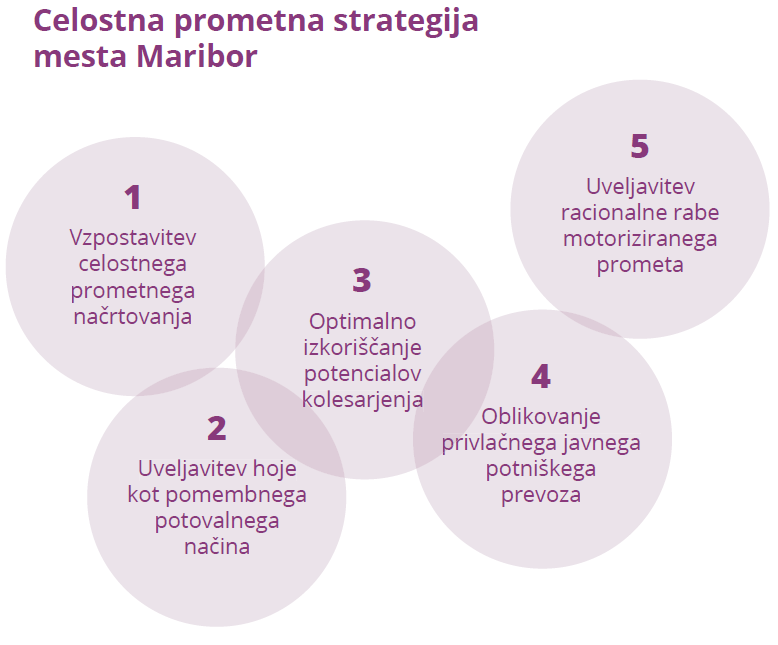 Celostna prometna strategija
mesta Maribor
1
Vzpostavitev
celostnega
prometnega
načrtovanja
2
Uveljavitev hoje
kot pomembnega
potovalnega
načina
3
Optimalno
izkoriščanje
potencialov
kolesarjenja
4
Oblikovanje
privlačnega javnega
potniškega
prevoza
5
Uveljavitev
racionalne rabe
motoriziranega
prometa